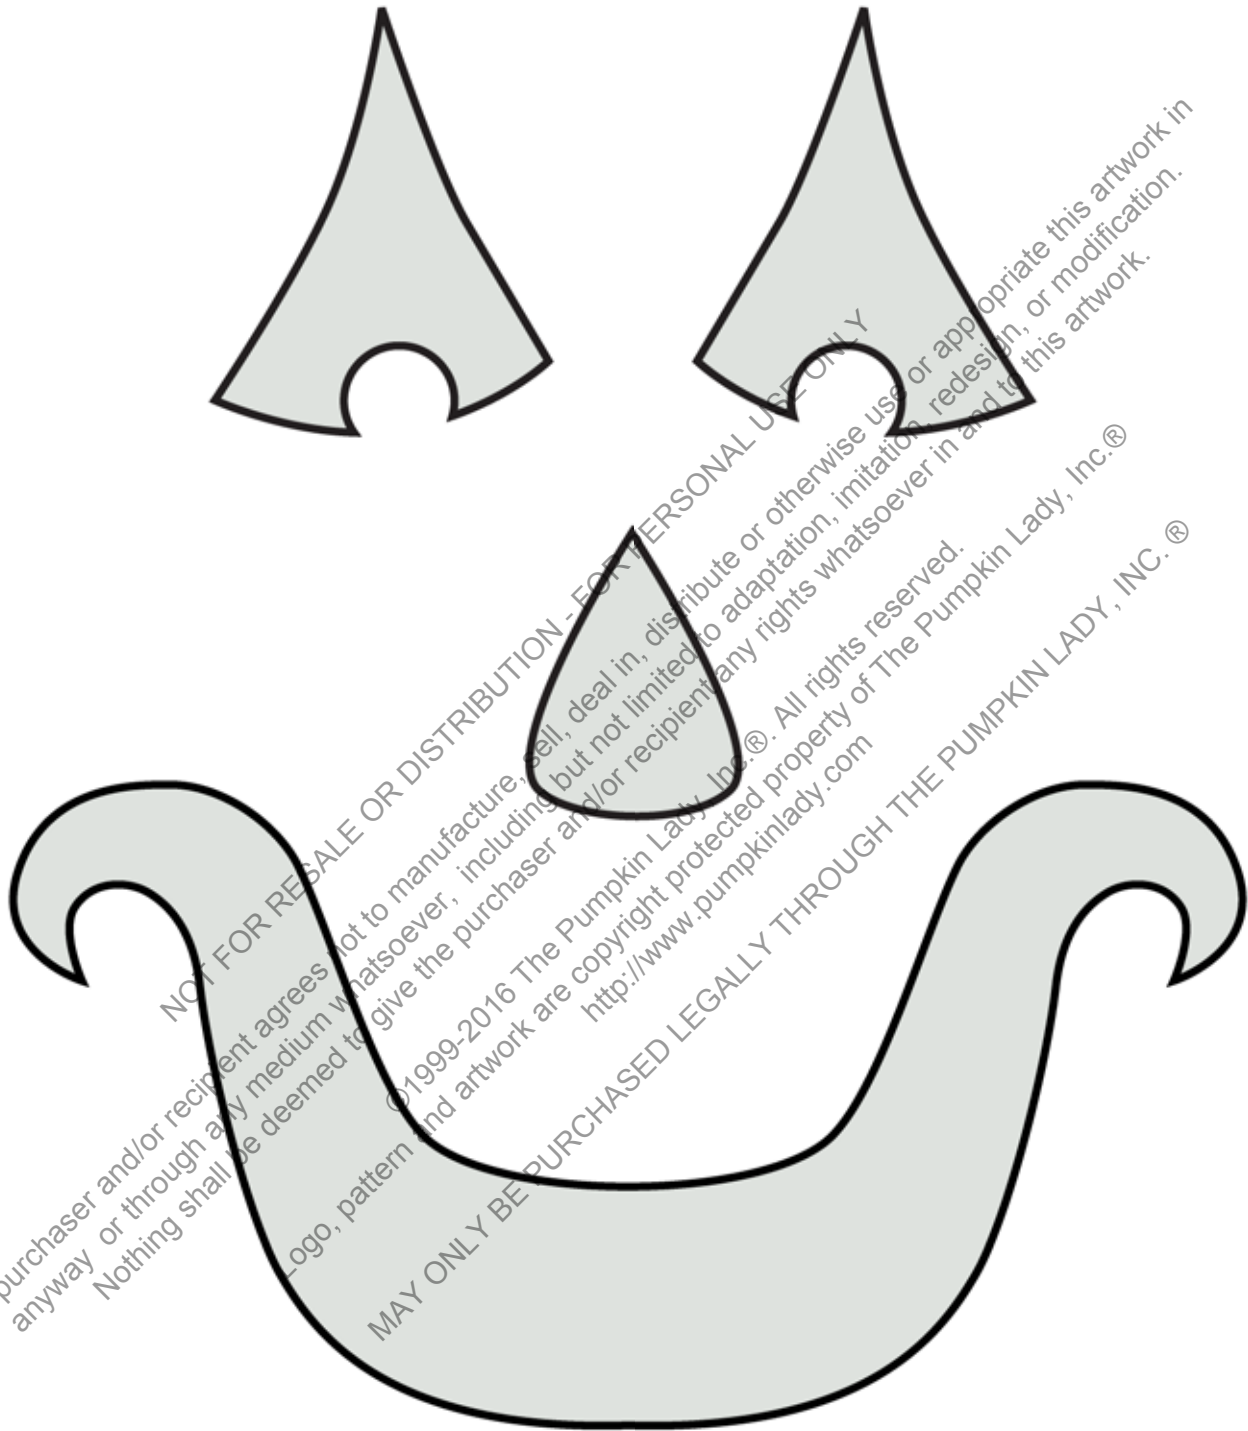 NOT FOR RESALE OR DISTRIBUTION - FOR PERSONAL USE ONLY
purchaser and/or recipient agrees not to manufacture, sell, deal in, distribute or otherwise use or appropriate this artwork in
anyway or through any medium whatsoever, including but not limited to adaptation, imitation, redesign, or modification.
Nothing shall be deemed to give the purchaser and/or recipient any rights whatsoever in and to this artwork.
©1999-2016 The Pumpkin Lady, Inc.®. All rights reserved.
Logo, pattern and artwork are copyright protected property of The Pumpkin Lady, Inc.®
http://www.pumpkinlady.com
MAY ONLY BE PURCHASED LEGALLY THROUGH THE PUMPKIN LADY, INC. ®